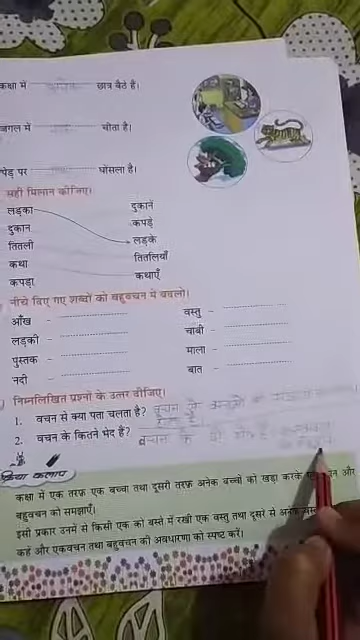 कक्षा में छात्र बैठे हैं।
जंगल में चीता है।
पेड़ पर घोंसला है।
सही मिलान कीजिए।
लड़का दुकानें
दुकान कपड़े
तितली लड़के
कथा तितलियाँ
कपड़ा कथाएँ
नीचे दिए गए शब्दों को बहुवचन में बदलो।
आँख - वस्तु -
लड़की - चाबी -
पुस्तक - माला -
नदी - बात -
निम्नलिखित प्रश्नों के उत्तर दीजिए।
1. वचन से क्या पता चलता है? वचन से
2. वचन के कितने भेद हैं? वचन के दो भेद हैं
क्रिया कलाप
कक्षा में एक तरफ़ एक बच्चा तथा दूसरी तरफ़ अनेक बच्चों को खड़ा करके और
बहुवचन को समझाएँ।
इसी प्रकार उनमें से किसी एक को बस्ते में रखी एक वस्तु तथा दूसरे से
कहें और एकवचन तथा बहुवचन की अवधारणा को स्पष्ट करें।